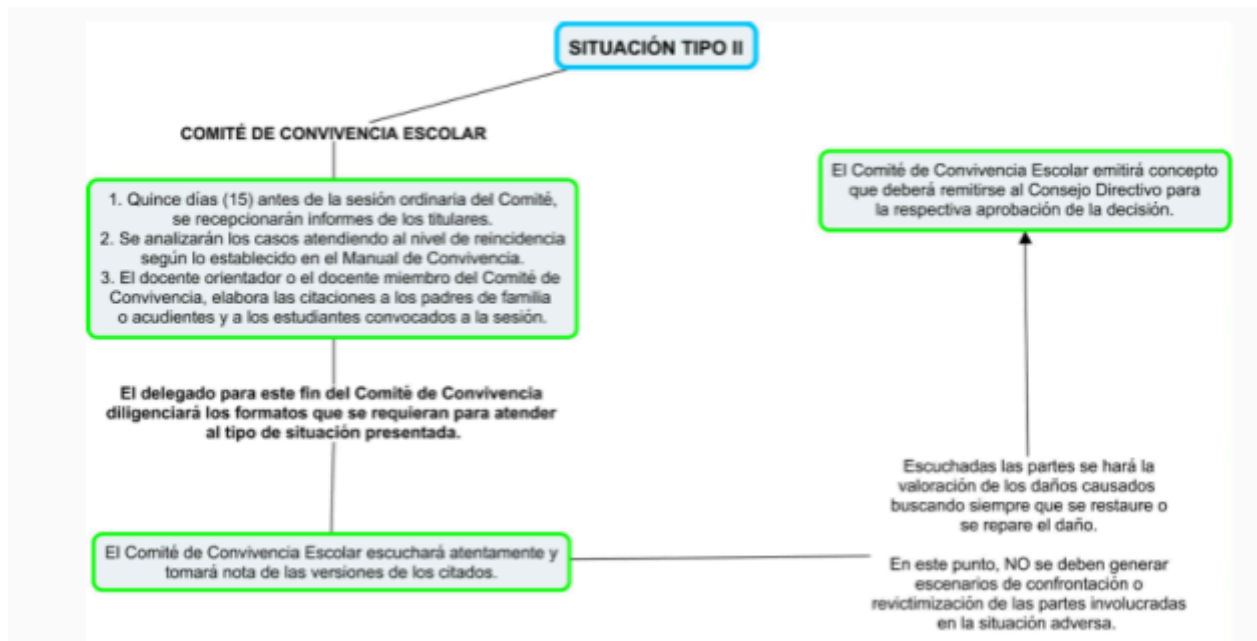 SITUACIÓN TIPO II
COMITÉ DE CONVIVENCIA ESCOLAR
1. Quince días (15) antes de la sesión ordinaria del Comité,
se recepcionarán informes de los titulares.
2. Se analizarán los casos atendiendo al nivel de reincidencia
según lo establecido en el Manual de Convivencia.
3. El docente orientador o el docente miembro del Comité de
Convivencia, elabora las citaciones a los padres de familia
o acudientes y a los estudiantes convocados a la sesión.
El delegado para este fin del Comité de Convivencia
diligenciará los formatos que se requieran para atender
al tipo de situación presentada.
El Comité de Convivencia Escolar escuchará atentamente y
tomará nota de las versiones de los citados.
Escuchadas las partes se hará la
valoración de los daños causados
buscando siempre que se restaure o
se repare el daño.
En este punto, NO se deben generar
escenarios de confrontación o
revictimización de las partes involucradas
en la situación adversa.
El Comité de Convivencia Escolar emitirá concepto
que deberá remitirse al Consejo Directivo para
la respectiva aprobación de la decisión.